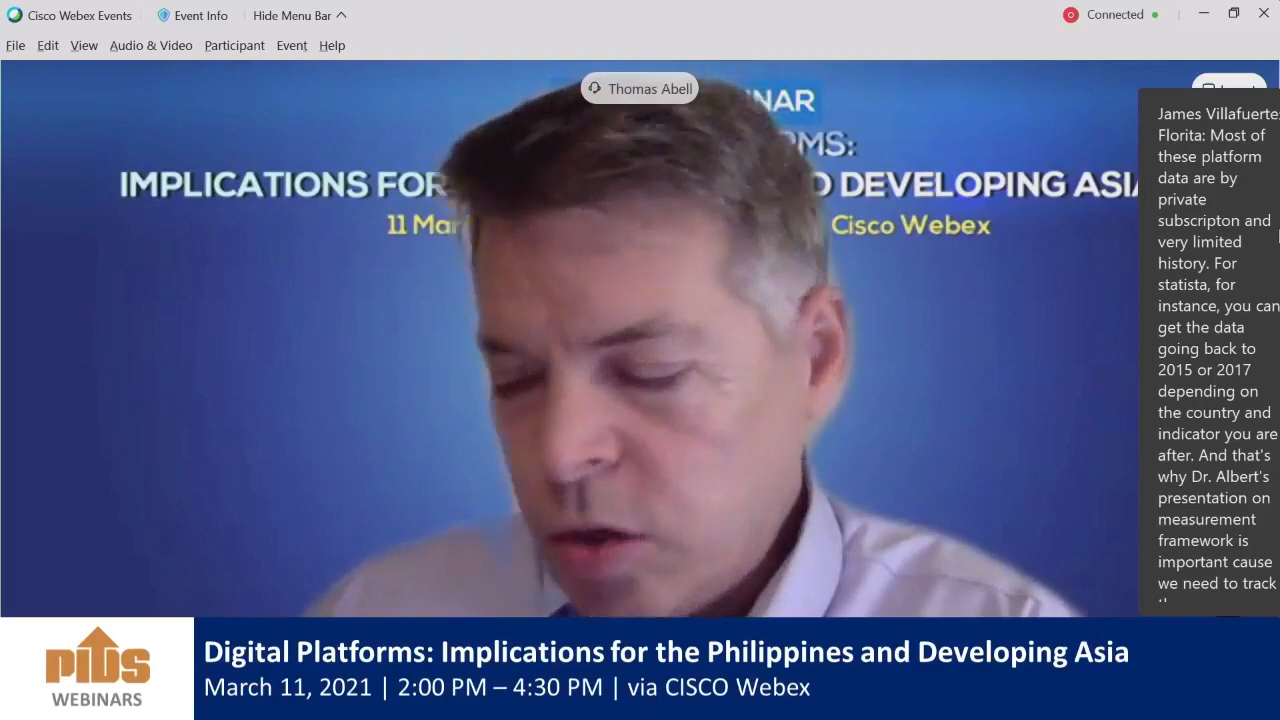 Cisco Webex Events
Event Info
Hide Menu Bar
Connected
File Edit View Audio & Video Participant Event Help
Thomas Abell
NAR
MS:
IMPLICATIONS FOR
DEVELOPING ASIA
11 Mar
Cisco Webex
James Villafuerte
Florita: Most of
these platform
data are by
private
subscripton and
very limited
history. For
statista, for
instance, you can
get the data
going back to
2015 or 2017
depending on
the country and
indicator you are
after. And that's
why Dr. Albert's
presentation on
measurement
framework is
important cause
we need to track
PIDS
WEBINARS
Digital Platforms: Implications for the Philippines and Developing Asia
March 11, 2021 | 2:00 PM – 4:30 PM | via CISCO Webex